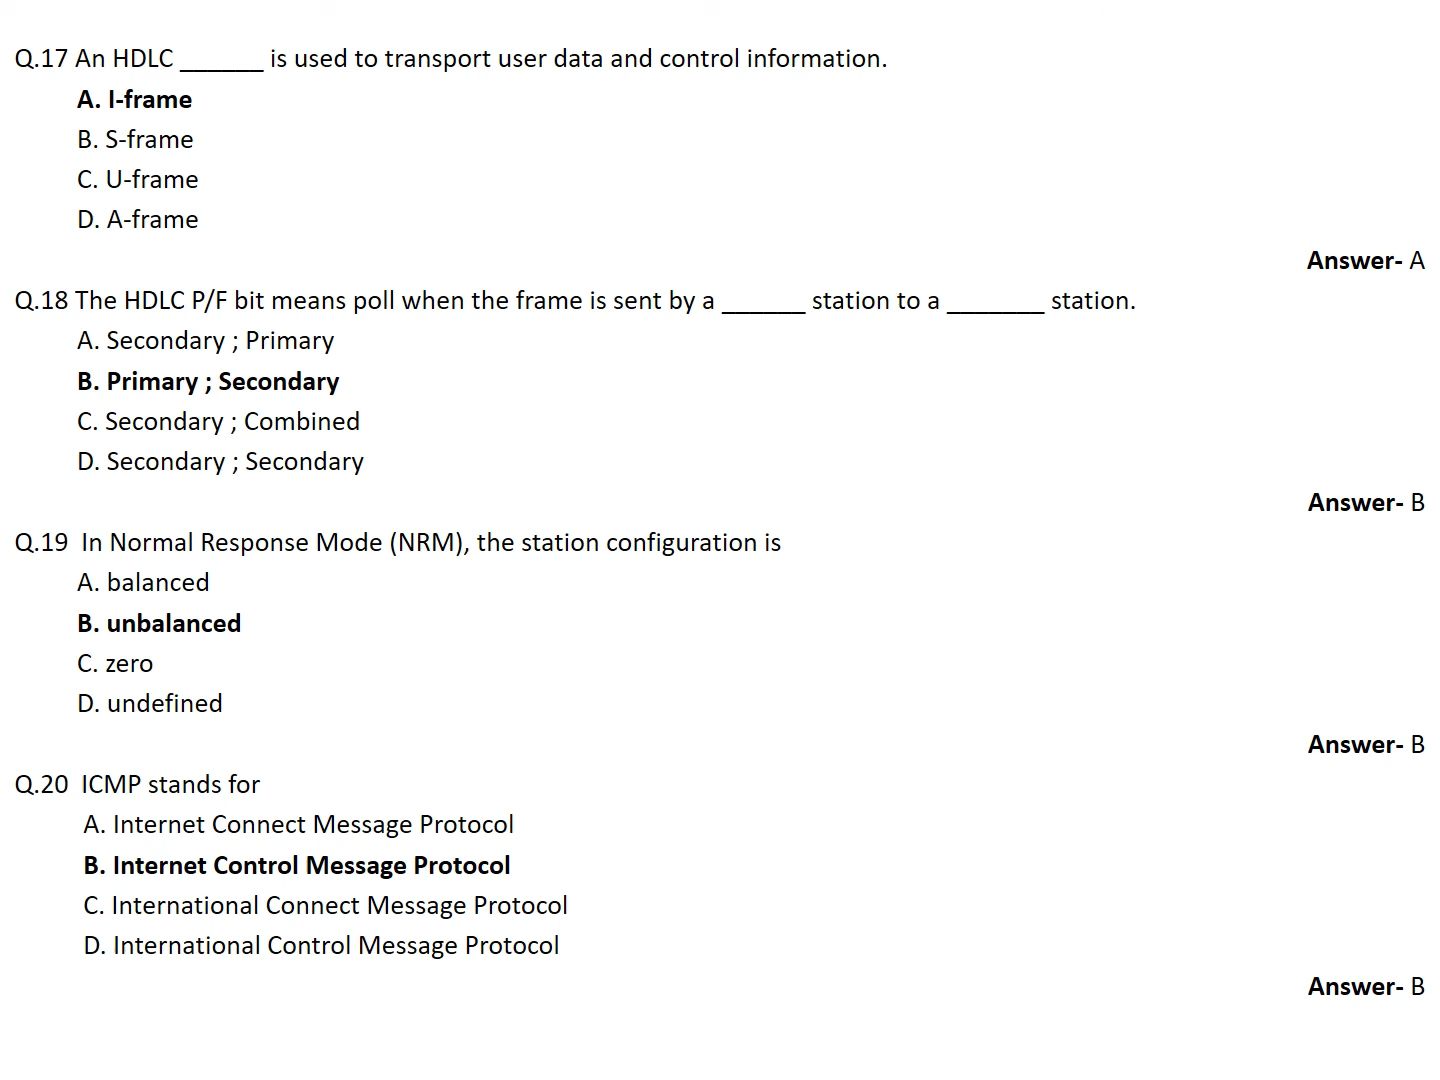 Q.17 An HDLC ______ is used to transport user data and control information.
A. I-frame
B. S-frame
C. U-frame
D. A-frame
Answer- A
Q.18 The HDLC P/F bit means poll when the frame is sent by a ______ station to a _______ station.
A. Secondary ; Primary
B. Primary ; Secondary
C. Secondary ; Combined
D. Secondary ; Secondary
Answer- B
Q.19 In Normal Response Mode (NRM), the station configuration is
A. balanced
B. unbalanced
C. zero
D. undefined
Answer- B
Q.20 ICMP stands for
A. Internet Connect Message Protocol
B. Internet Control Message Protocol
C. International Connect Message Protocol
D. International Control Message Protocol
Answer- B